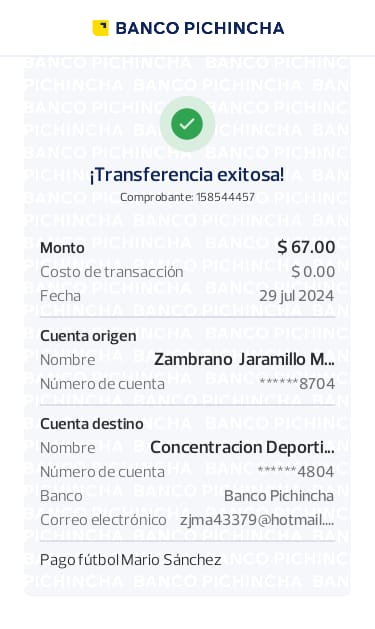 BANCO PICHINCHA
¡Transferencia exitosa!
Comprobante: 158544457
Monto $ 67.00
Costo de transacción $ 0.00
Fecha 29 jul 2024
Cuenta origen
Nombre Zambrano Jaramillo M...
Número de cuenta ******8704
Cuenta destino
Nombre Concentracion Deporti...
Número de cuenta ******4804
Banco Banco Pichincha
Correo electrónico zjma43379@hotmail....
Pago fútbol Mario Sánchez